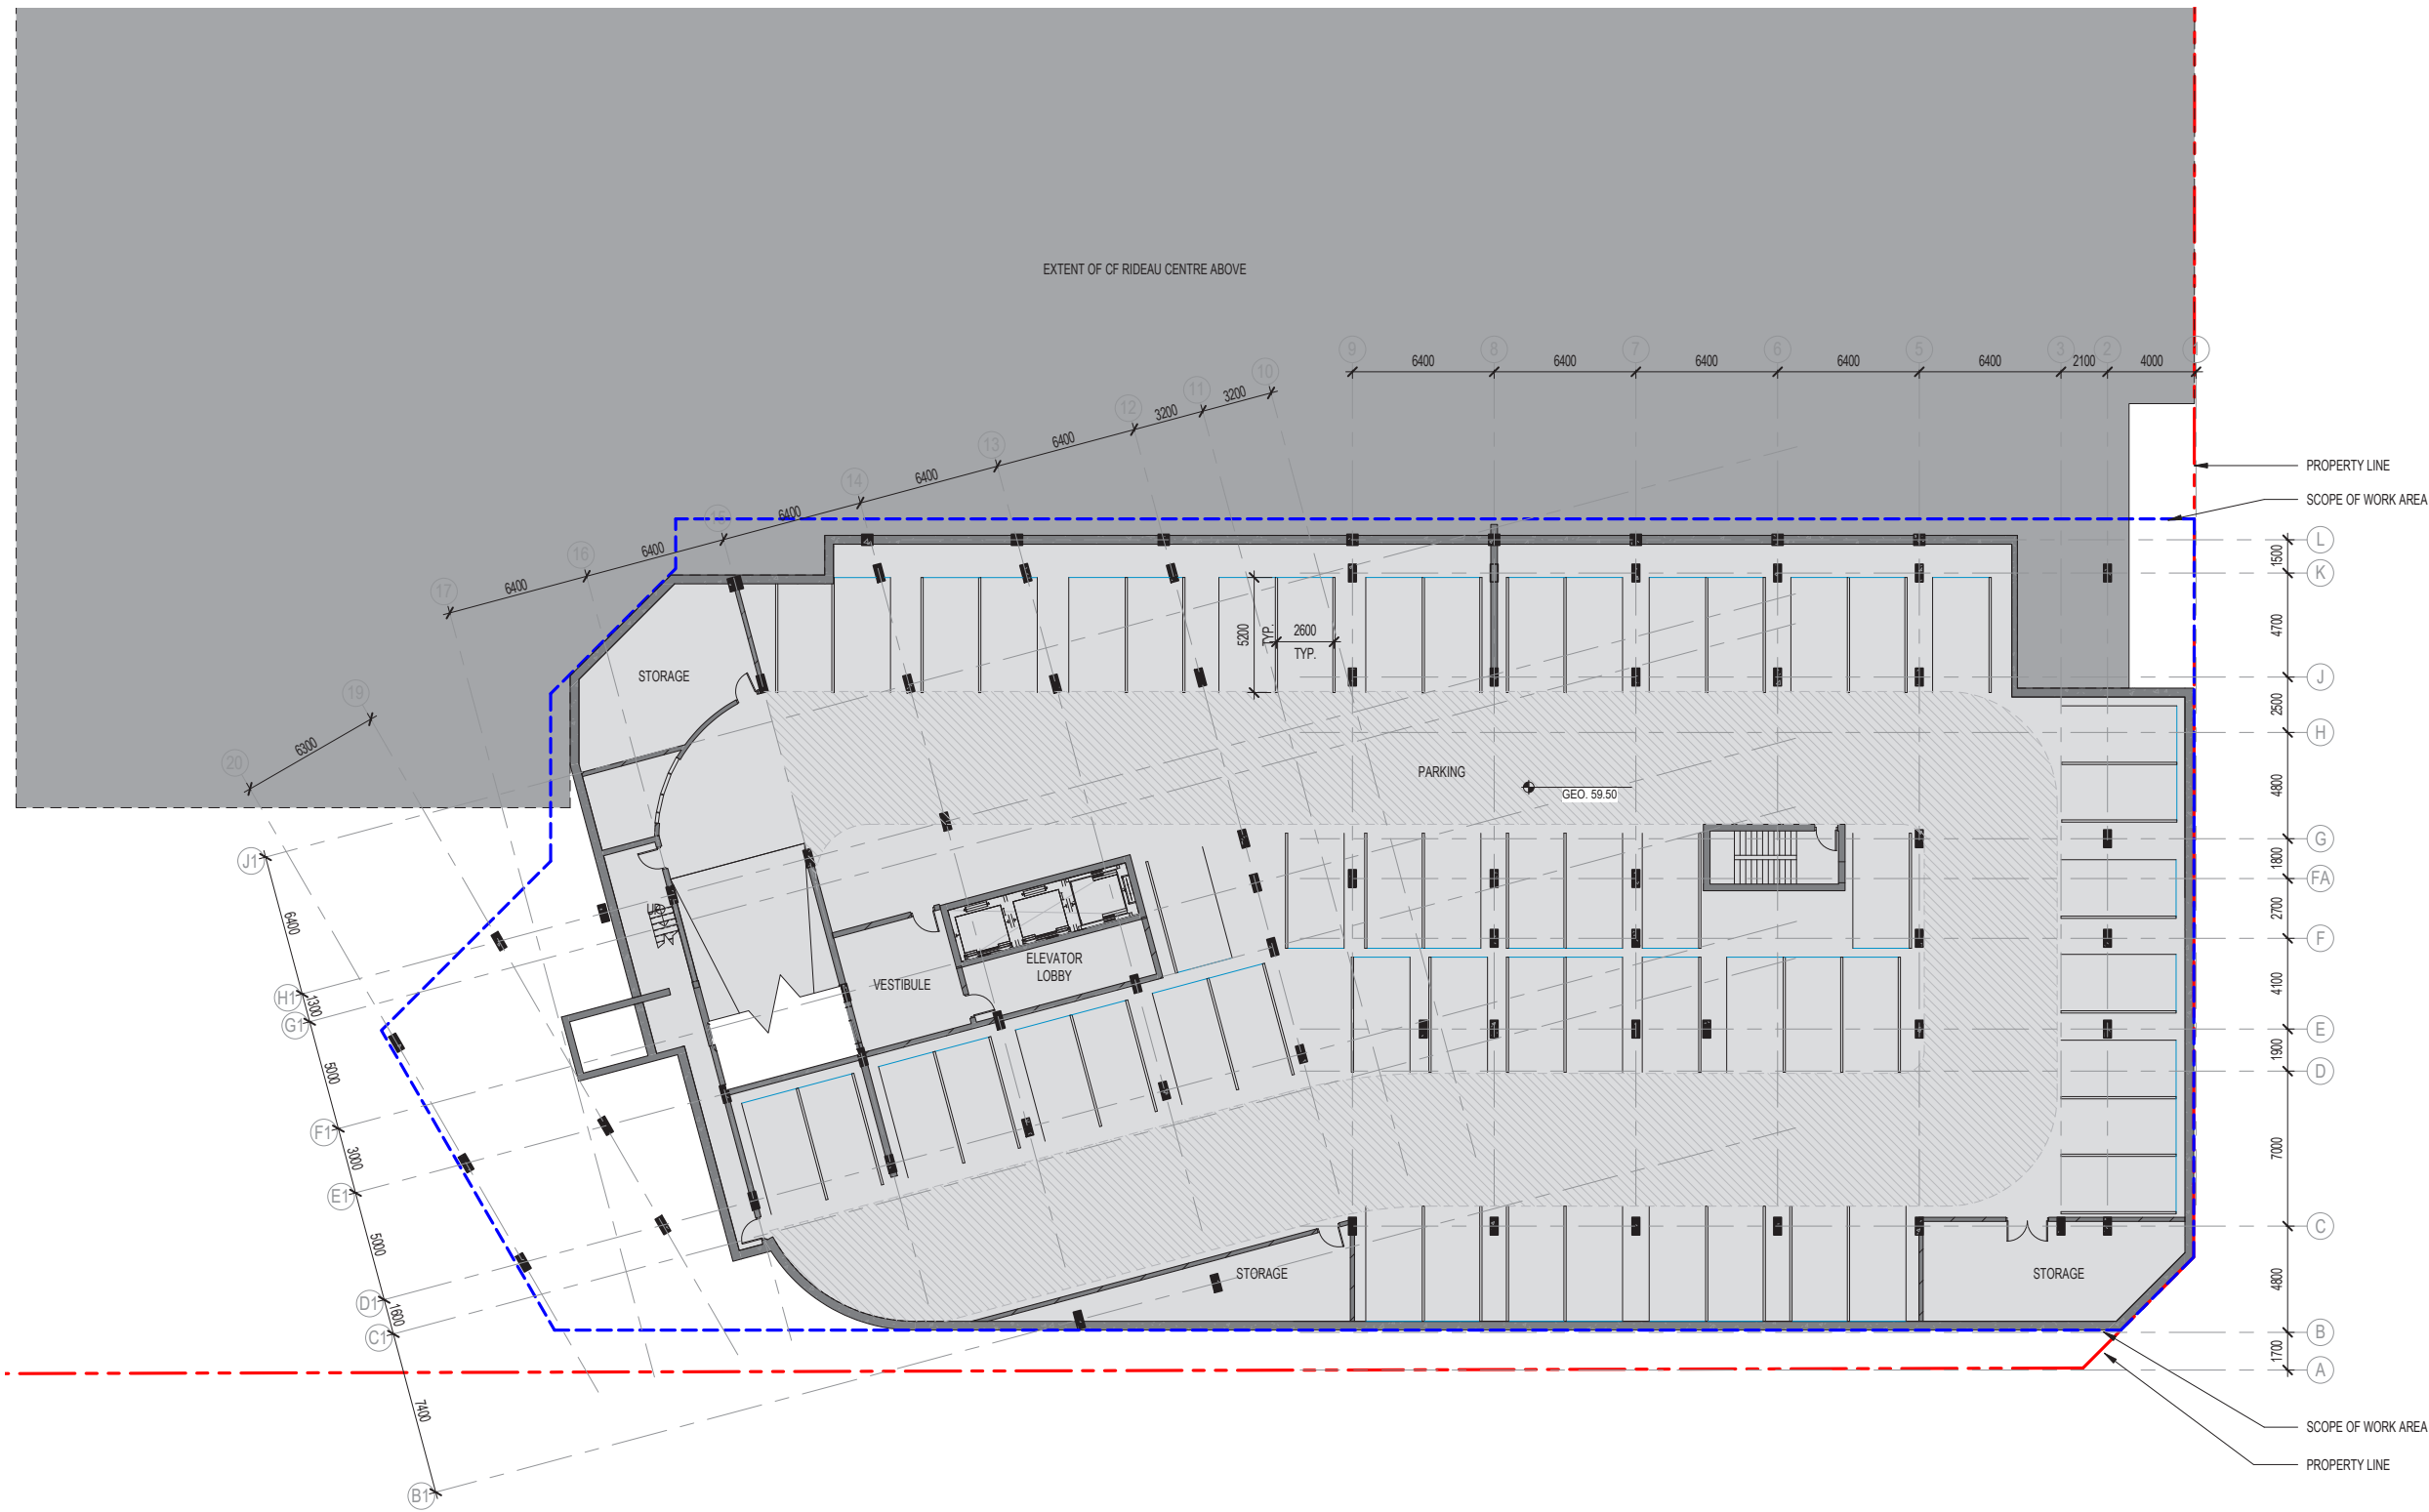 EXTENT OF CF RIDEAU CENTRE ABOVE
9
8
7
6
5
3
2
1
6400
6400
6400
6400
6400
2100
4000
10
11
12
13
14
15
16
17
3200
3200
6400
6400
6400
6400
6400
19
20
6300
PROPERTY LINE
SCOPE OF WORK AREA
L
1500
K
4700
J
2500
H
4800
G
1800
FA
2700
F
4100
E
1900
D
7000
C
4800
B
1700
A
STORAGE
5200
TYP.
2600
TYP.
PARKING
GEO. 59.50
UP
VESTIBULE
ELEVATOR
LOBBY
STORAGE
STORAGE
J1
6400
H1
1300
G1
5000
F1
3000
E1
5000
D1
1600
C1
7400
B1
SCOPE OF WORK AREA
PROPERTY LINE